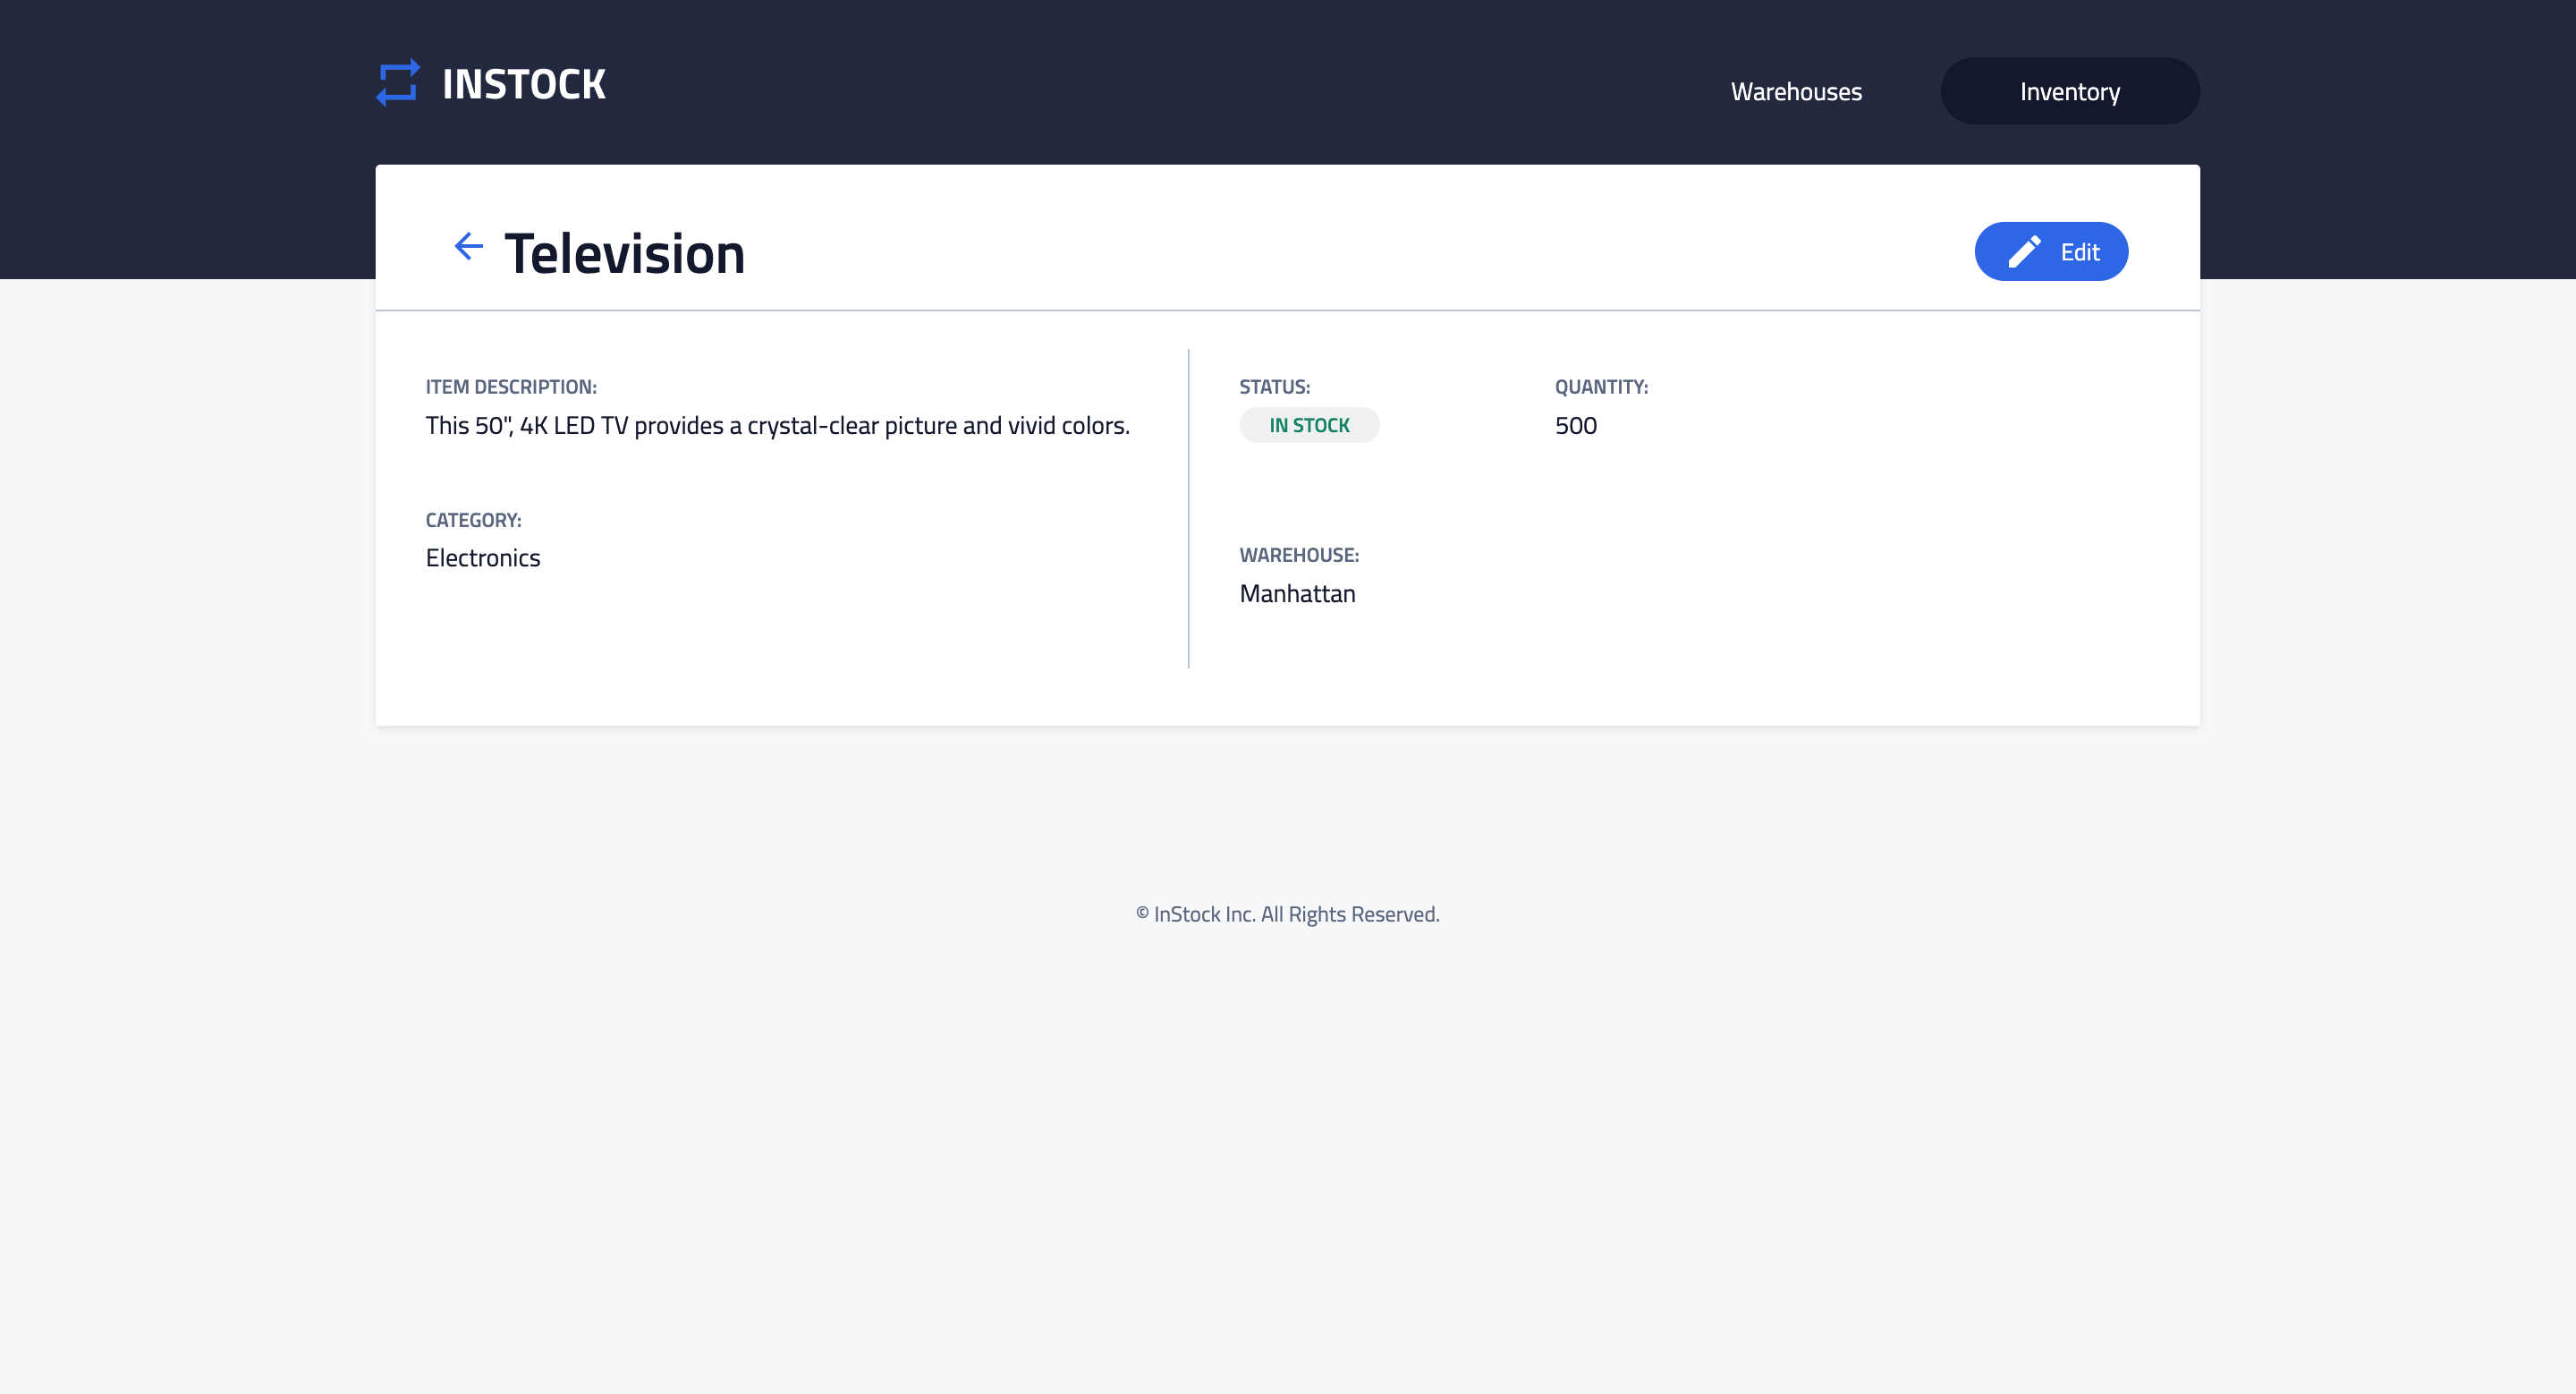 INSTOCK
Warehouses
Inventory
Television
Edit
ITEM DESCRIPTION:
This 50", 4K LED TV provides a crystal-clear picture and vivid colors.
CATEGORY:
Electronics
STATUS:
IN STOCK
QUANTITY:
500
WAREHOUSE:
Manhattan
© InStock Inc. All Rights Reserved.